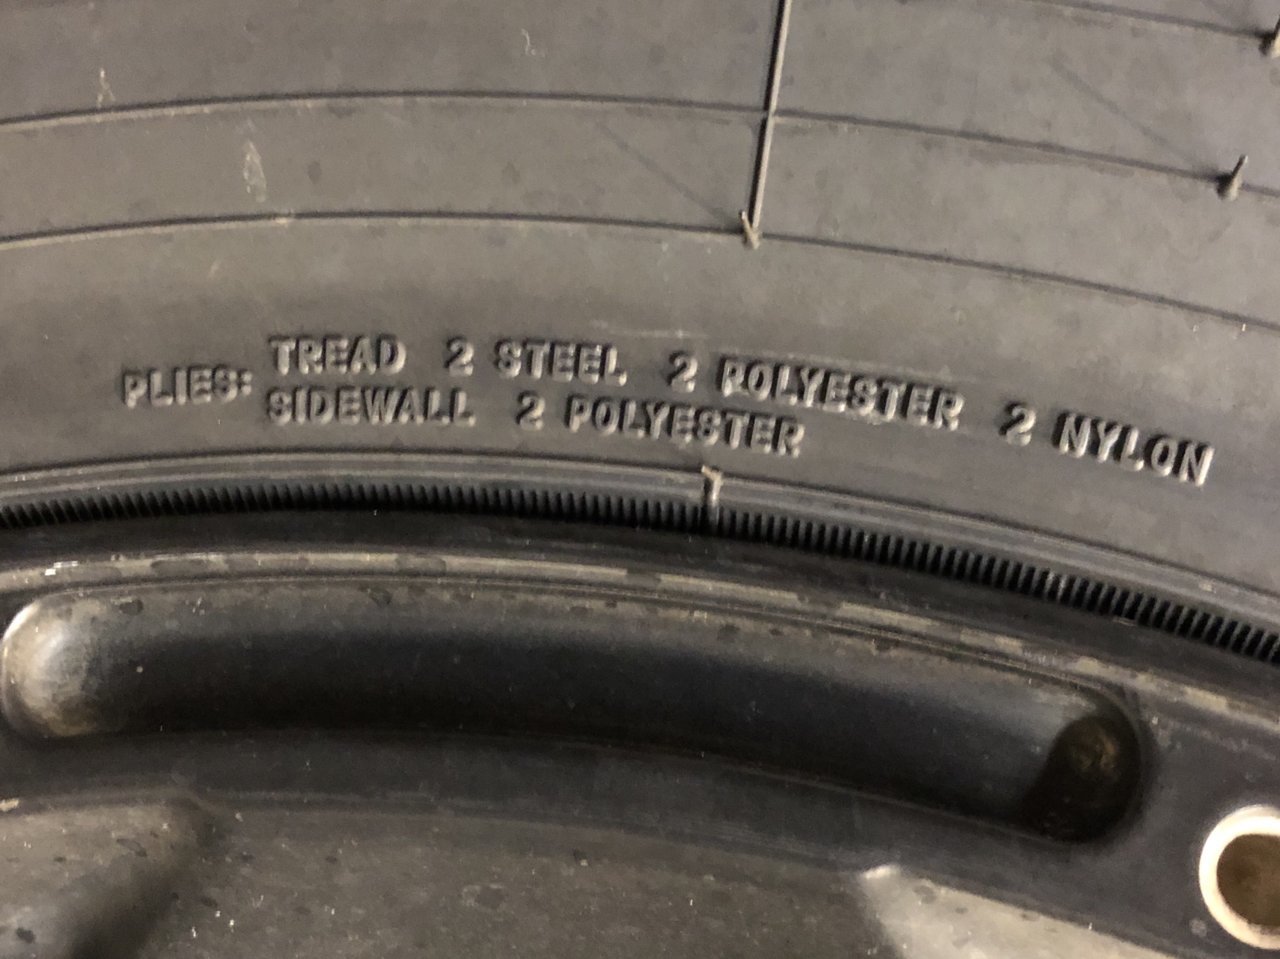 PLIES: TREAD 2 STEEL 2 POLYESTER 2 NYLON
SIDEWALL 2 POLYESTER